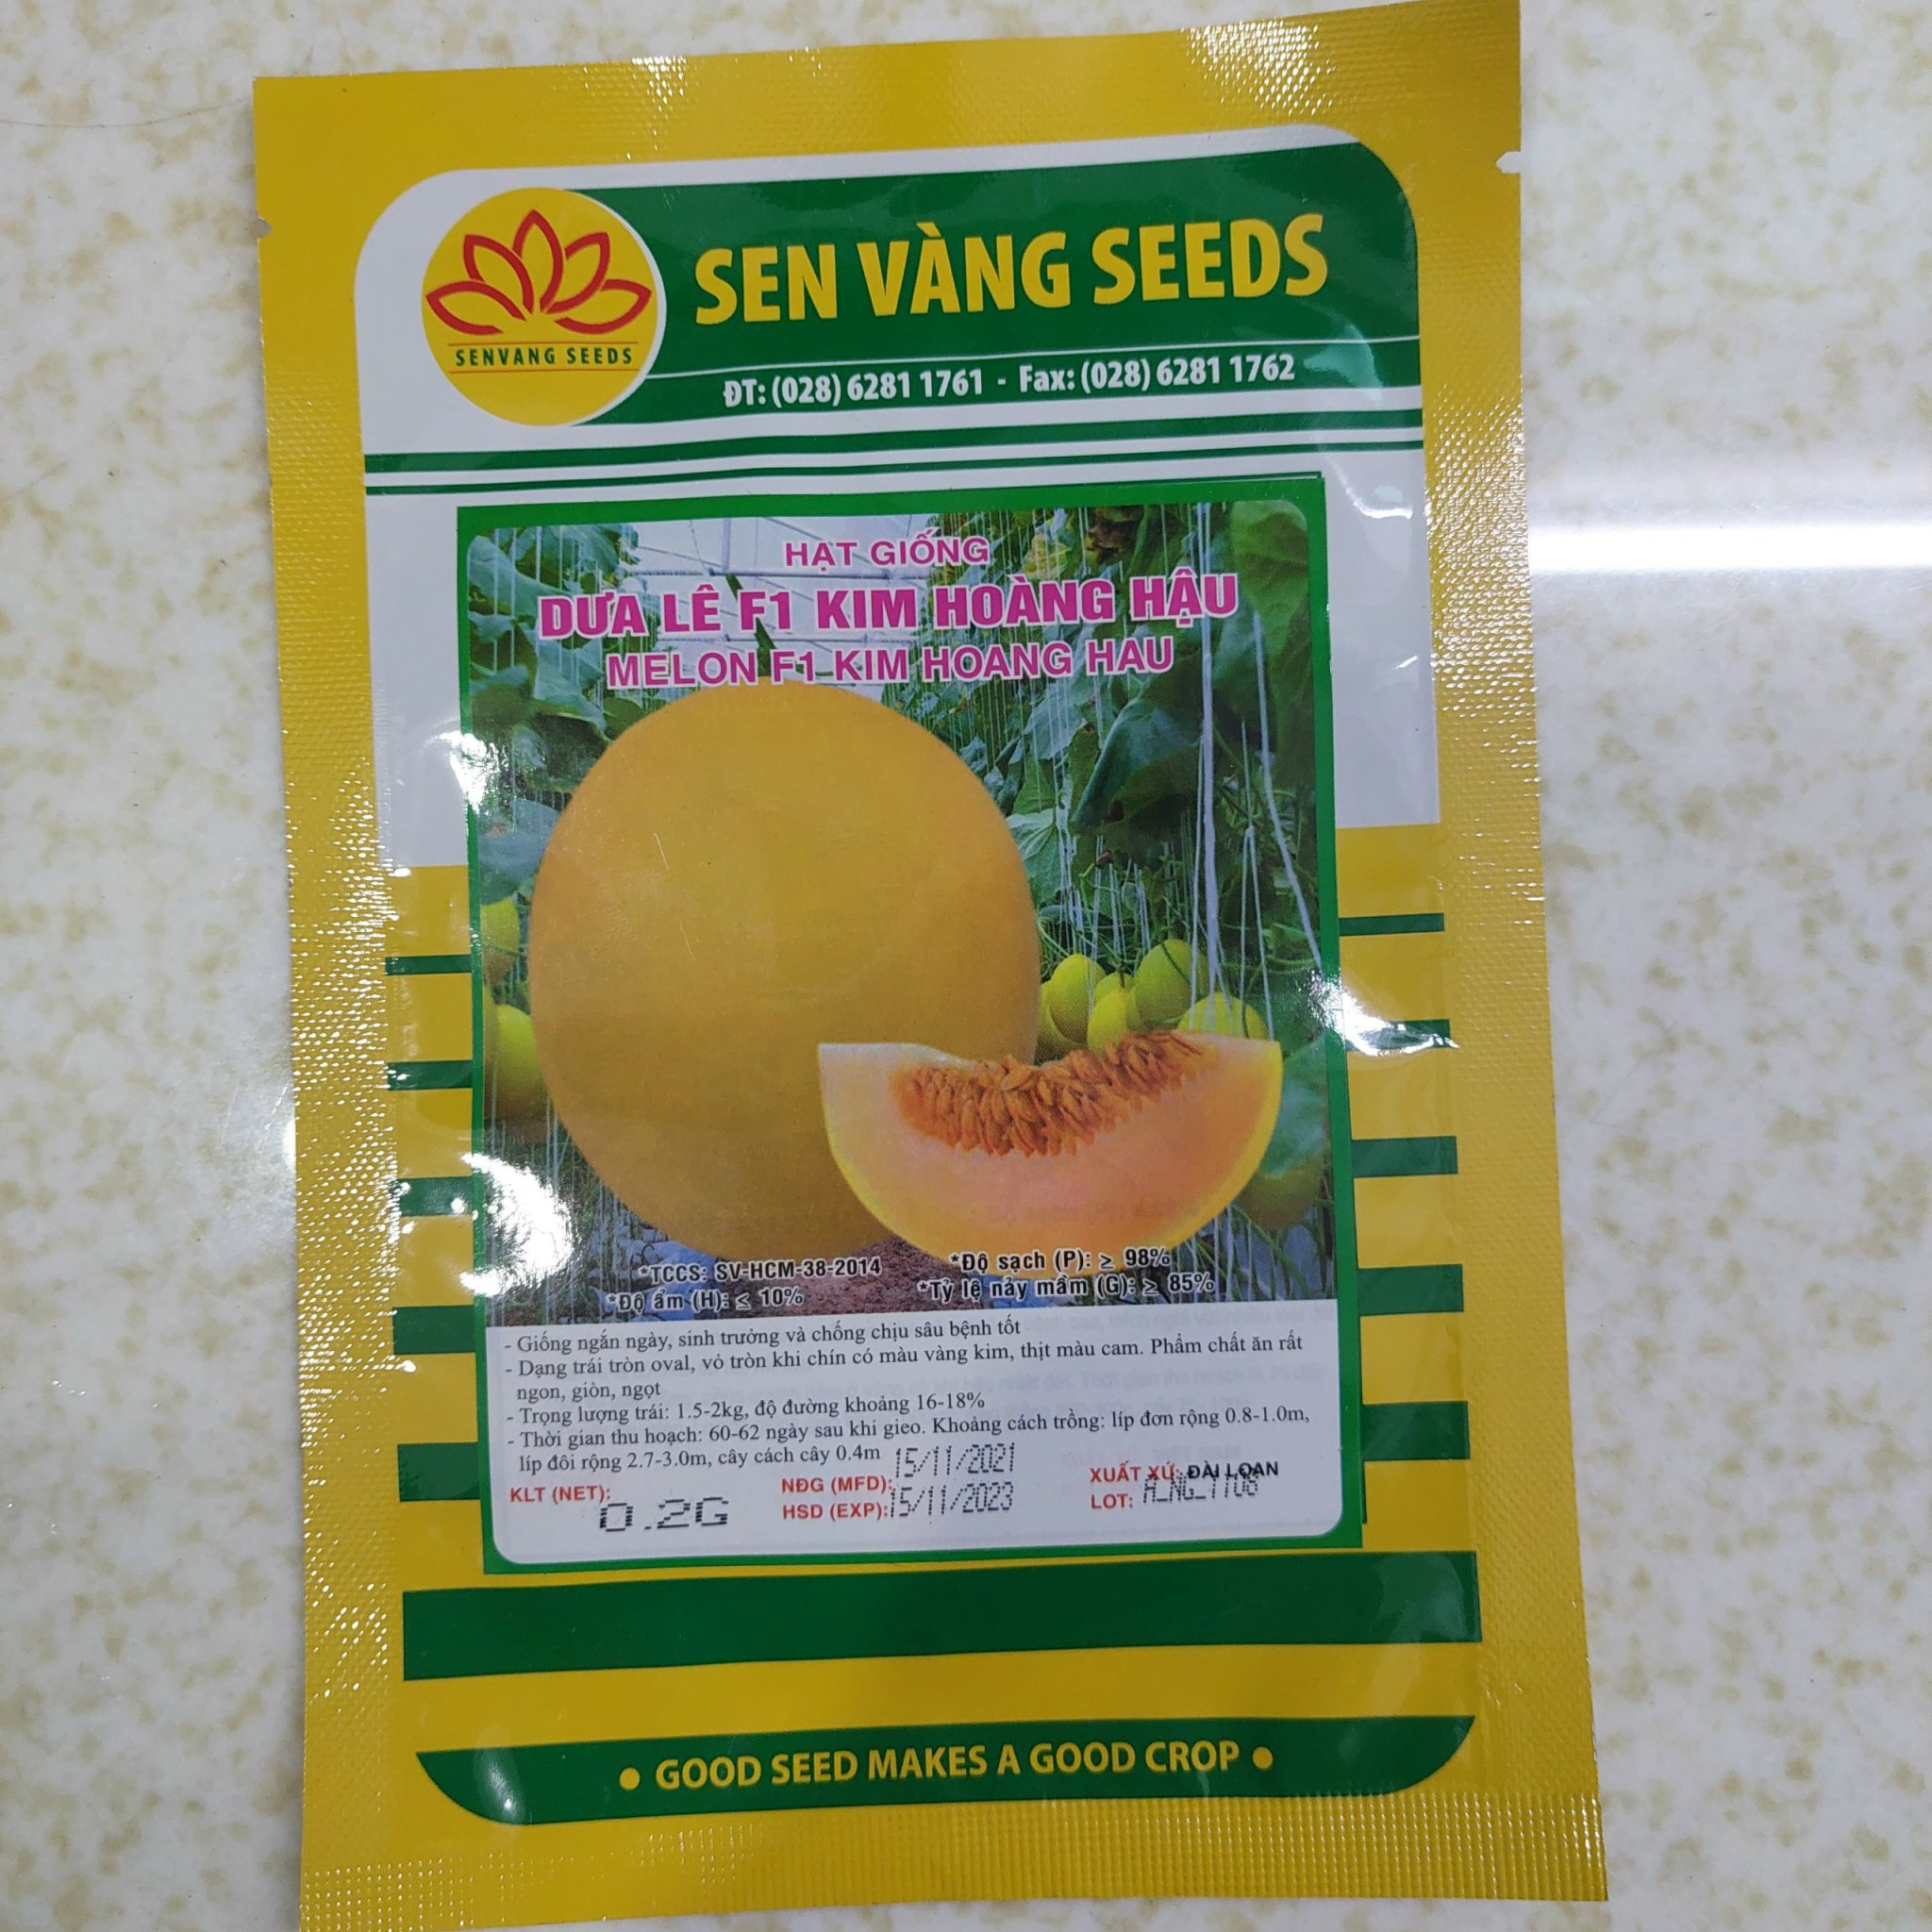 SENVANG SEEDS
SEN VÀNG SEEDS
ĐT: (028) 6281 1761 - Fax: (028) 6281 1762
HẠT GIỐNG
DƯA LÊ F1 KIM HOÀNG HẬU
MELON F1 KIM HOANG HAU
*TCCS: SV-HCM-38-2014 *Độ sạch (P): ≥ 98%
*Độ ẩm (H): ≤ 10% *Tỷ lệ nảy mầm (G): ≥ 85%
- Giống ngắn ngày, sinh trưởng và chống chịu sâu bệnh tốt
- Dạng trái tròn oval, vỏ tròn khi chín có màu vàng kim, thịt màu cam. Phẩm chất ăn rất
ngon, giòn, ngọt
- Trọng lượng trái: 1.5-2kg, độ đường khoảng 16-18%
- Thời gian thu hoạch: 60-62 ngày sau khi gieo. Khoảng cách trồng: líp đơn rộng 0.8-1.0m,
líp đôi rộng 2.7-3.0m, cây cách cây 0.4m
KLT (NET): 0.2G
NĐG (MFD): 15/11/2021
HSD (EXP): 15/11/2023
XUẤT XỨ: ĐÀI LOAN
LOT: A_NG_1108
• GOOD SEED MAKES A GOOD CROP •